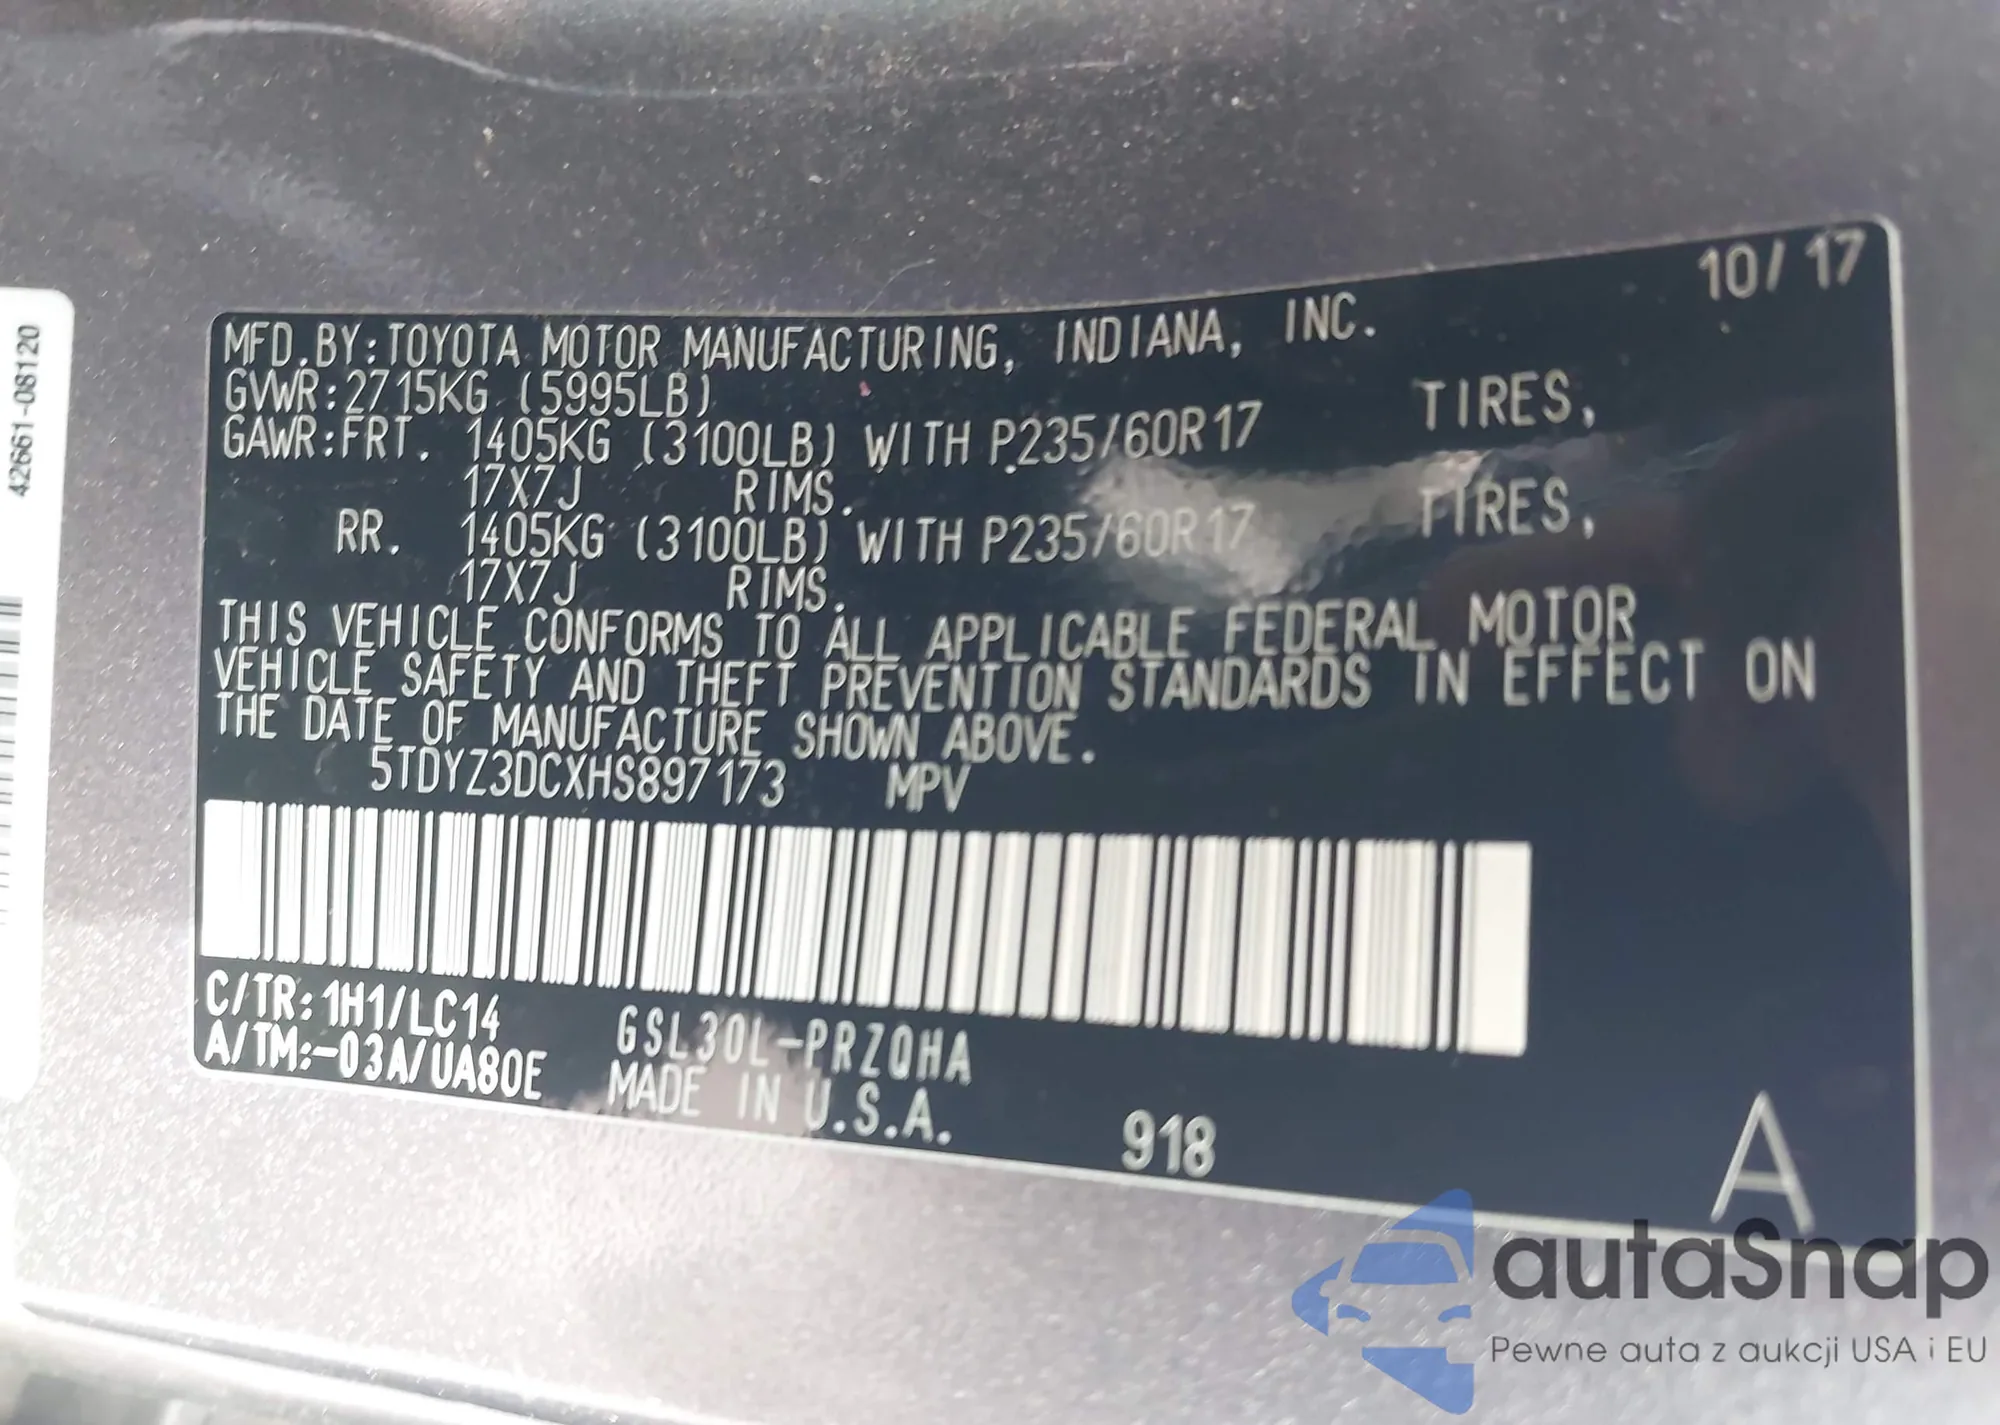 42661-08120
10/17
MFD.BY:TOYOTA MOTOR MANUFACTURING, INDIANA, INC.
GVWR:2715KG (5995LB)
GAWR:FRT. 1405KG (3100LB) WITH P235/60R17 TIRES,
17X7J RIMS.
RR. 1405KG (3100LB) WITH P235/60R17 TIRES,
17X7J RIMS.
THIS VEHICLE CONFORMS TO ALL APPLICABLE FEDERAL MOTOR
VEHICLE SAFETY AND THEFT PREVENTION STANDARDS IN EFFECT ON
THE DATE OF MANUFACTURE SHOWN ABOVE.
5TDYZ3DCXHS897173 MPV
C/TR:1H1/LC14 GSL30L-PRZQHA
A/TM:-03A/UA80E MADE IN U.S.A.
918
A
autaSnap
Pewne auta z aukcji USA i EU